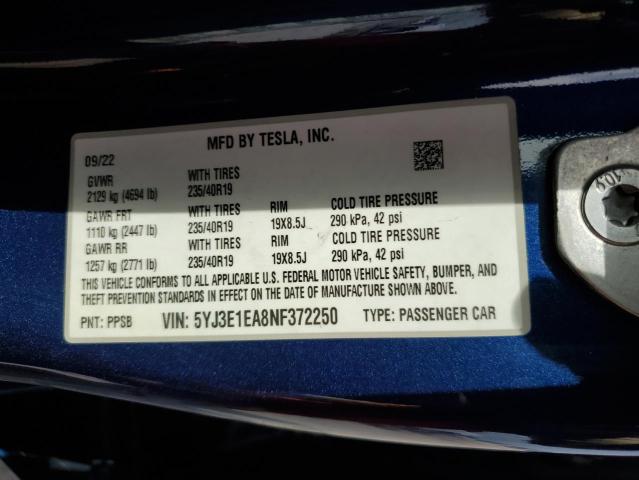 MFD BY TESLA, INC.
09/22
GVWR WITH TIRES
2129 kg (4694 lb) 235/40R19
GAWR FRT WITH TIRES RIM COLD TIRE PRESSURE
1110 kg (2447 lb) 235/40R19 19X8.5J 290 kPa, 42 psi
GAWR RR WITH TIRES RIM COLD TIRE PRESSURE
1257 kg (2771 lb) 235/40R19 19X8.5J 290 kPa, 42 psi
THIS VEHICLE CONFORMS TO ALL APPLICABLE U.S. FEDERAL MOTOR VEHICLE SAFETY, BUMPER, AND
THEFT PREVENTION STANDARDS IN EFFECT ON THE DATE OF MANUFACTURE SHOWN ABOVE.
PNT: PPSB VIN: 5YJ3E1EA8NF372250 TYPE: PASSENGER CAR